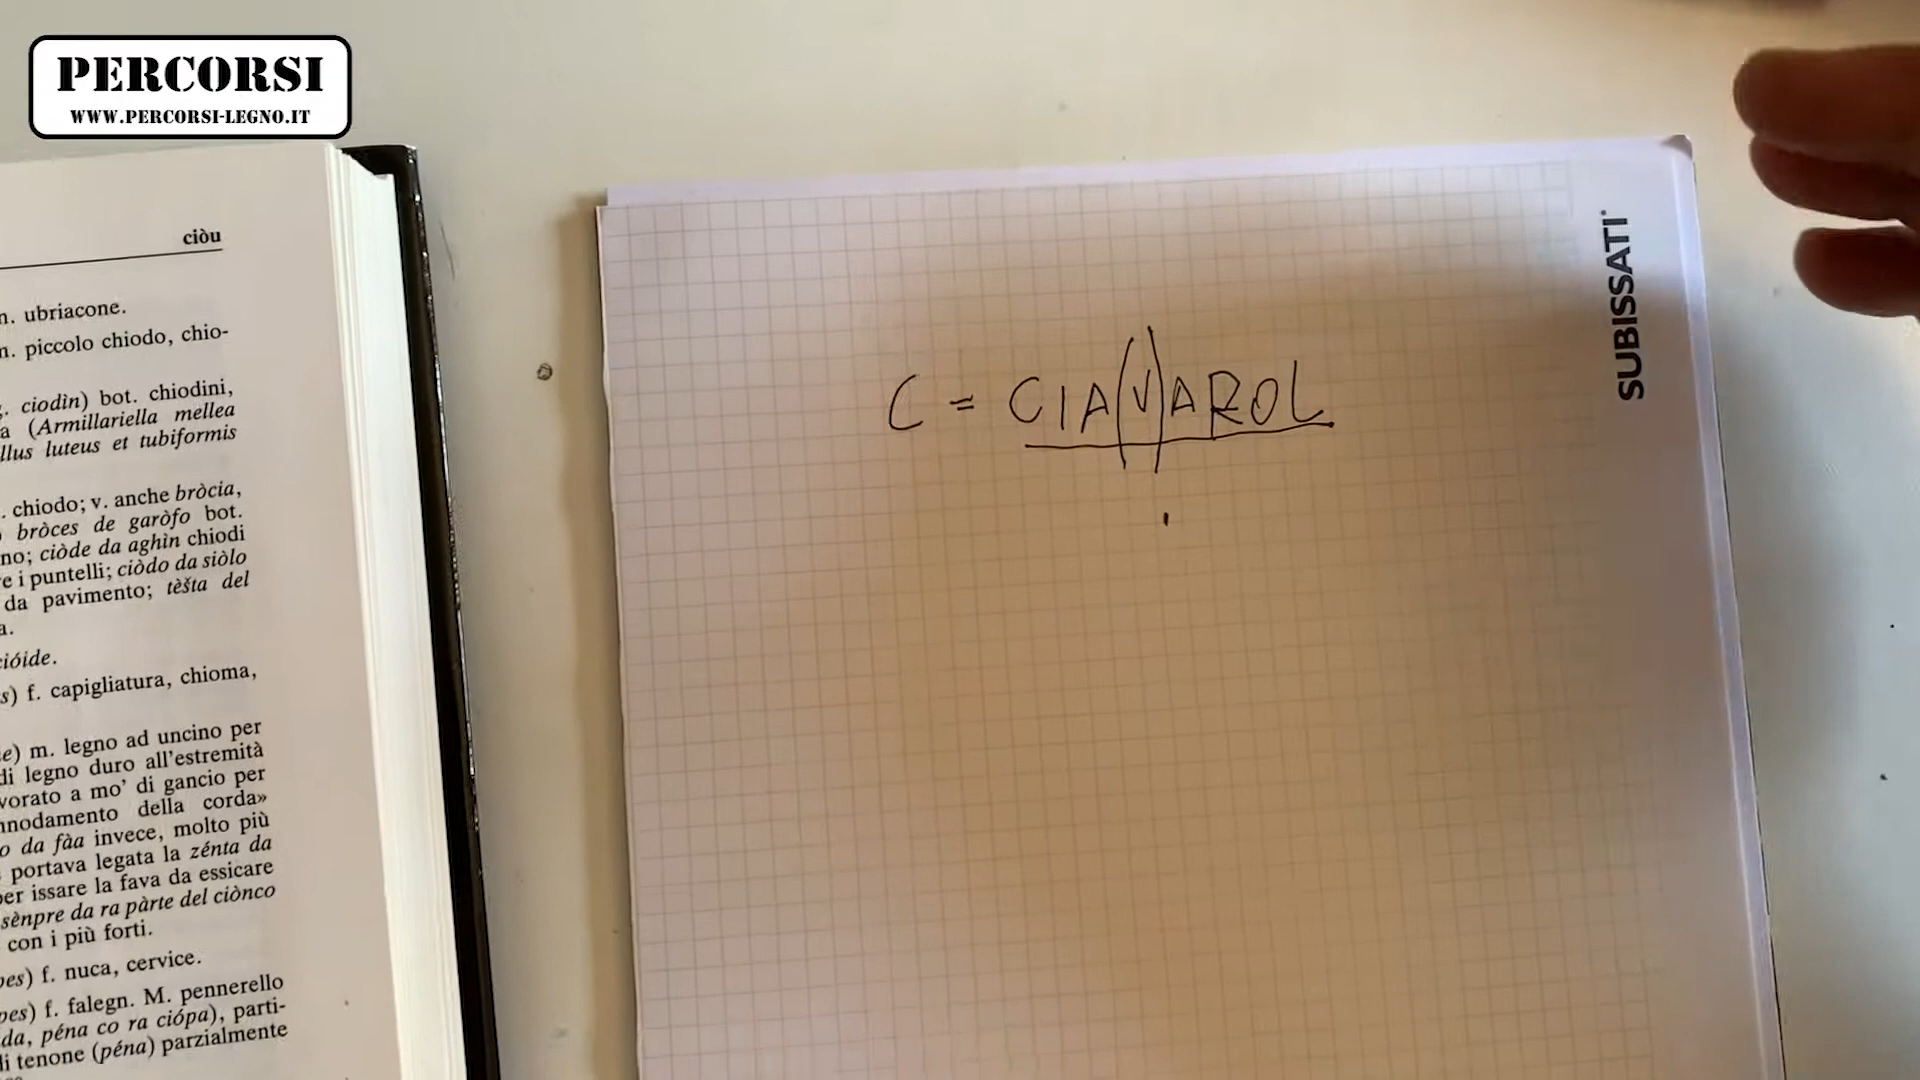 PERCORSI
WWW.PERCORSI-LEGNO.IT
ciòu
n. ubriacone.
n. piccolo chiodo, chio-
ciodìn) bot. chiodini,
a (Armillariella mellea
llus luteus et tubiformis
. chiodo; v. anche bròcia,
bròces de garòfo bot.
no; ciòde da aghìn chiodi
e i puntelli; ciòdo da siòlo
da pavimento; tèšta del
a.
cióide.
s) f. capigliatura, chioma,
e) m. legno ad uncino per
di legno duro all'estremità
vorato a mo' di gancio per
nnodamento della corda»
o da fàa invece, molto più
portava legata la zénta da
per issare la fava da essicare
sènpre da ra pàrte del ciònco
con i più forti.
pes) f. nuca, cervice.
pes) f. falegn. M. pennerello
da, péna co ra ciópa), parti-
di tenone (péna) parzialmente
C = CIA(V)AROL
SUBISSATI